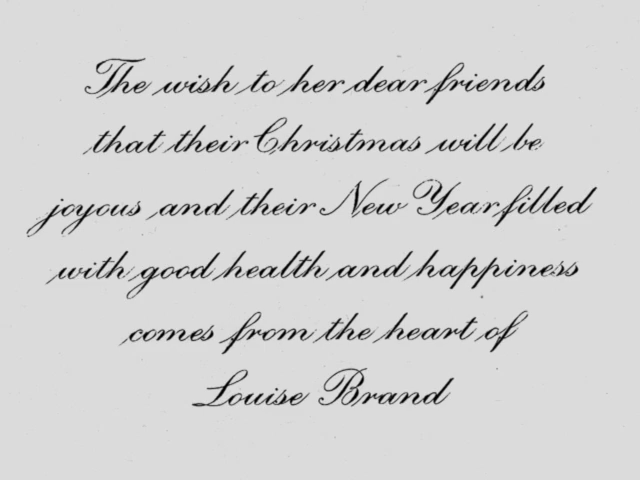 The wish to her dear friends
that their Christmas will be
joyous and their New Year filled
with good health and happiness
comes from the heart of
Louise Brand